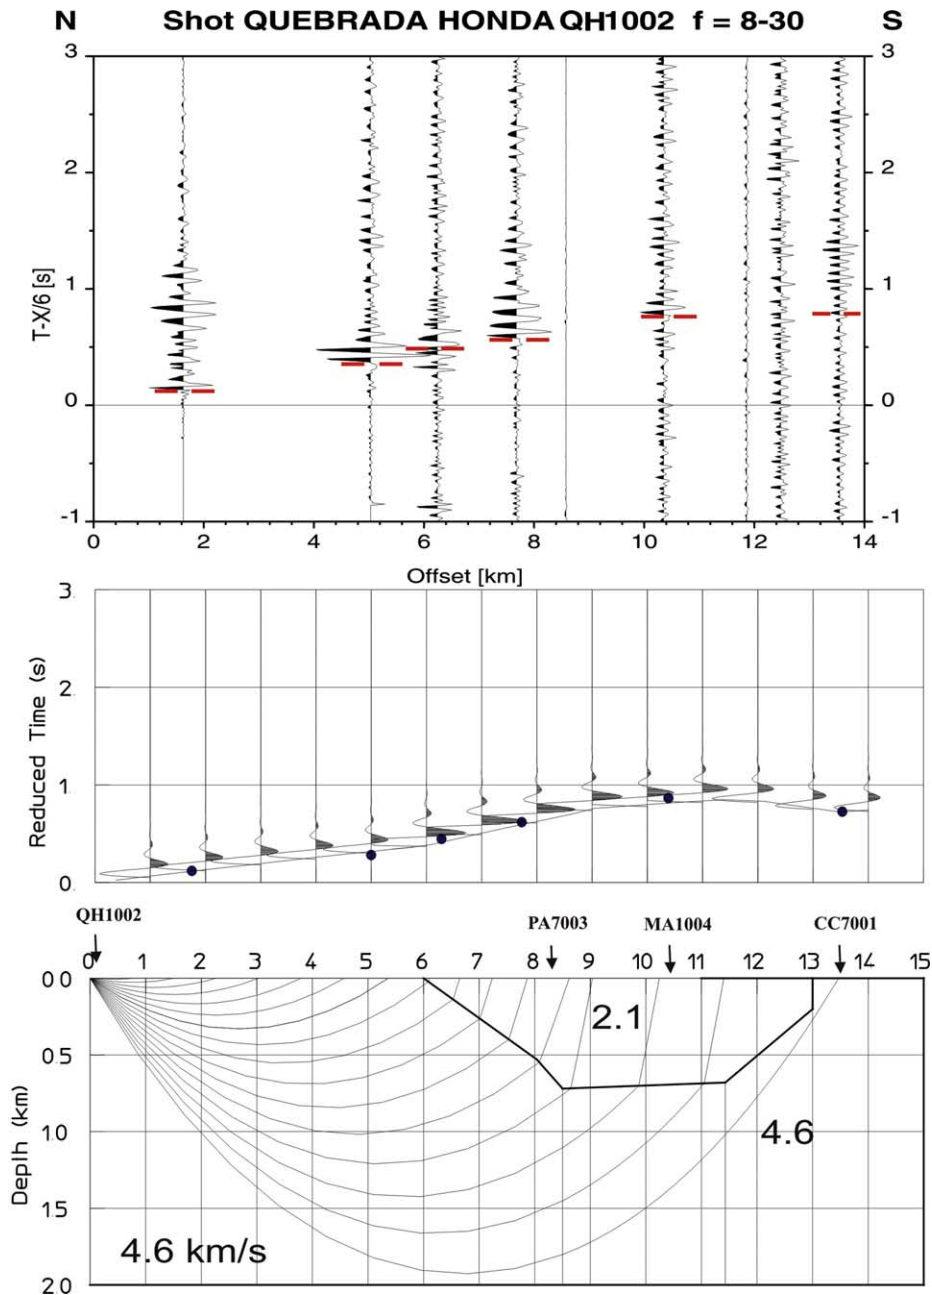 N Shot QUEBRADA HONDA QH1002 f = 8-30 S
3 3
2 2
T-X/6 [s]
1 1
0 0
-1 -1
0 2 4 6 8 10 12 14
Offset [km]
3.
2.
Reduced Time (s)
1.
0.
QH1002 PA7003 MA1004 CC7001
0 1 2 3 4 5 6 7 8 9 10 11 12 13 14 15
0.0
2.1
0.5
Depth (km)
1.0
4.6
1.5
4.6 km/s
2.0